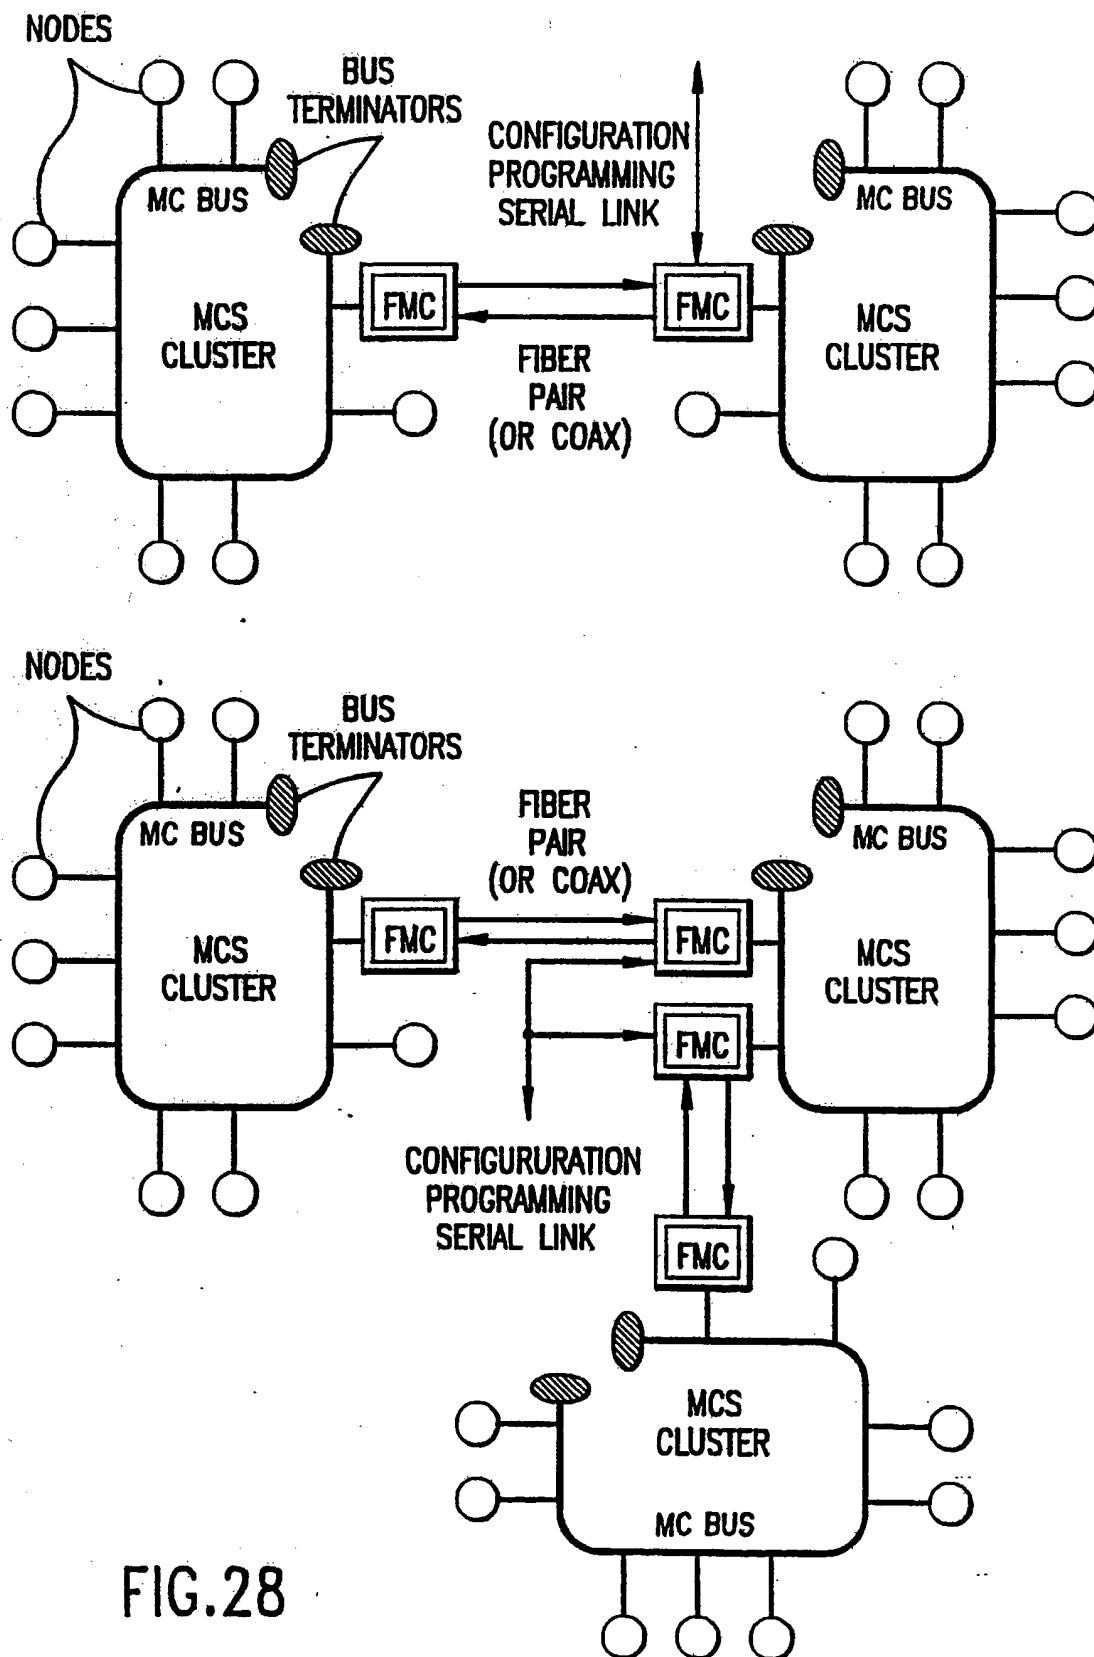 NODES
BUS
TERMINATORS
CONFIGURATION
PROGRAMMING
SERIAL LINK
MC BUS
MC BUS
FMC
FMC
MCS
CLUSTER
MCS
CLUSTER
FIBER
PAIR
(OR COAX)
NODES
BUS
TERMINATORS
FIBER
PAIR
(OR COAX)
MC BUS
MC BUS
FMC
FMC
MCS
CLUSTER
MCS
CLUSTER
FMC
CONFIGURURATION
PROGRAMMING
SERIAL LINK
FMC
MCS
CLUSTER
MC BUS
FIG.28